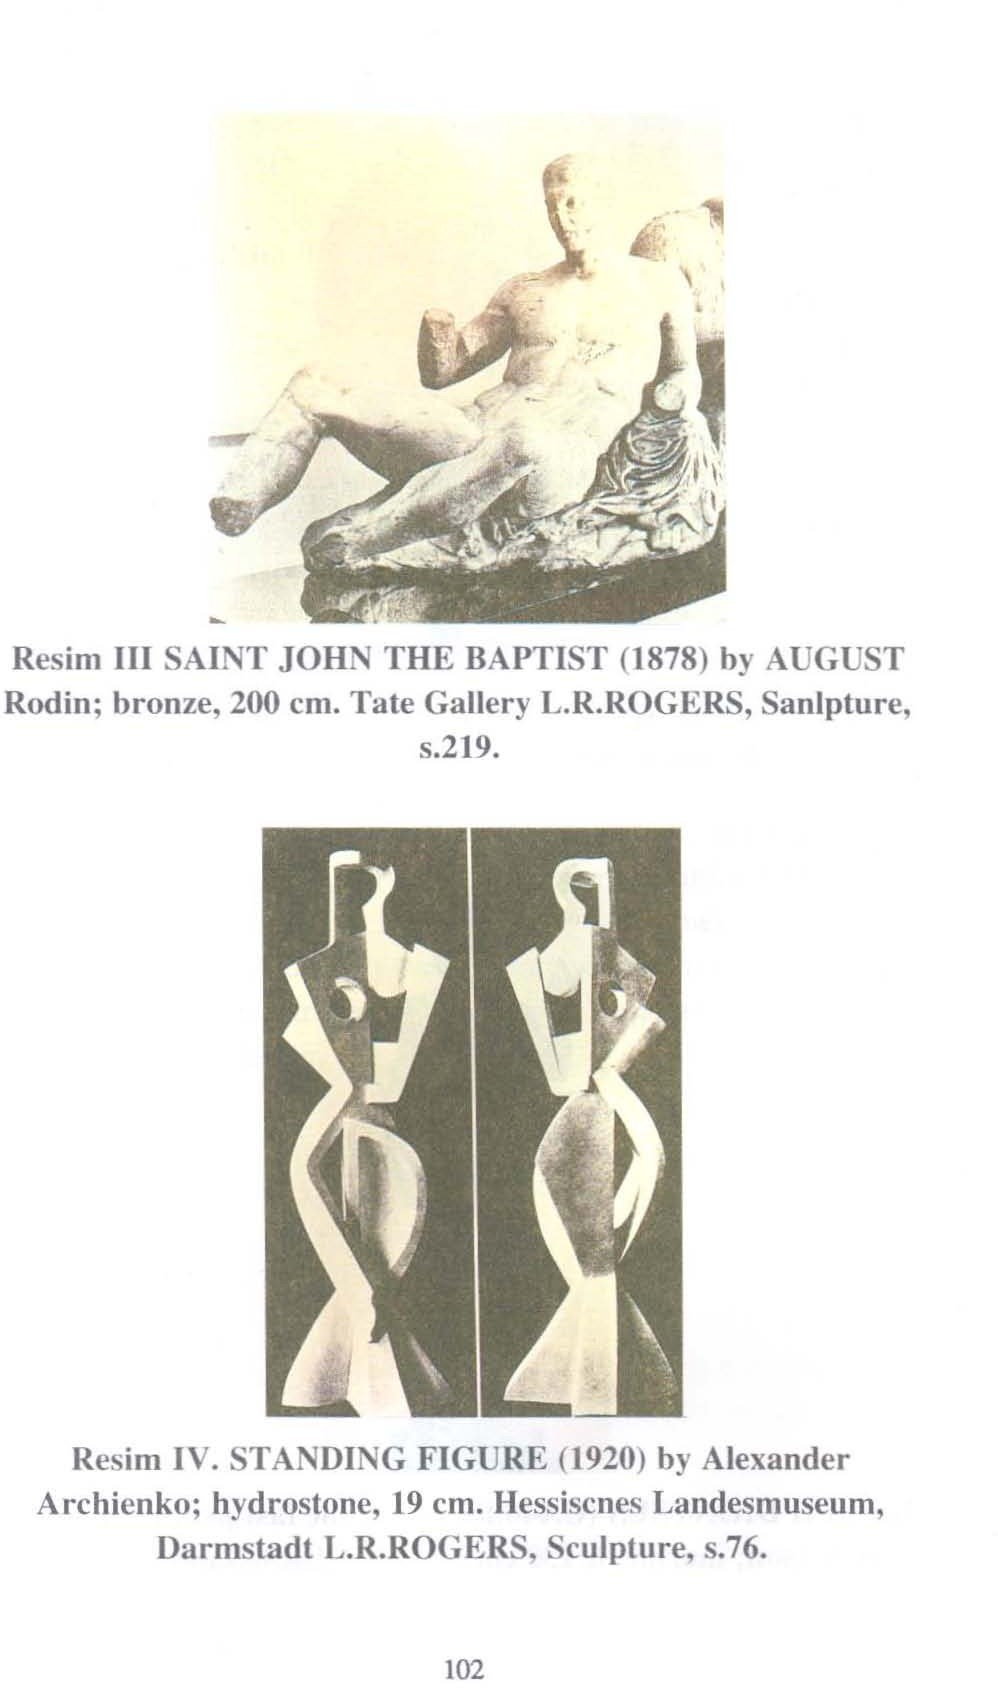 Resim III SAINT JOHN THE BAPTIST (1878) by AUGUST
Rodin; bronze, 200 cm. Tate Gallery L.R.ROGERS, Sanlpture,
s.219.
Resim IV. STANDING FIGURE (1920) by Alexander
Archienko; hydrostone, 19 cm. Hessiscnes Landesmuseum,
Darmstadt L.R.ROGERS, Sculpture, s.76.
102